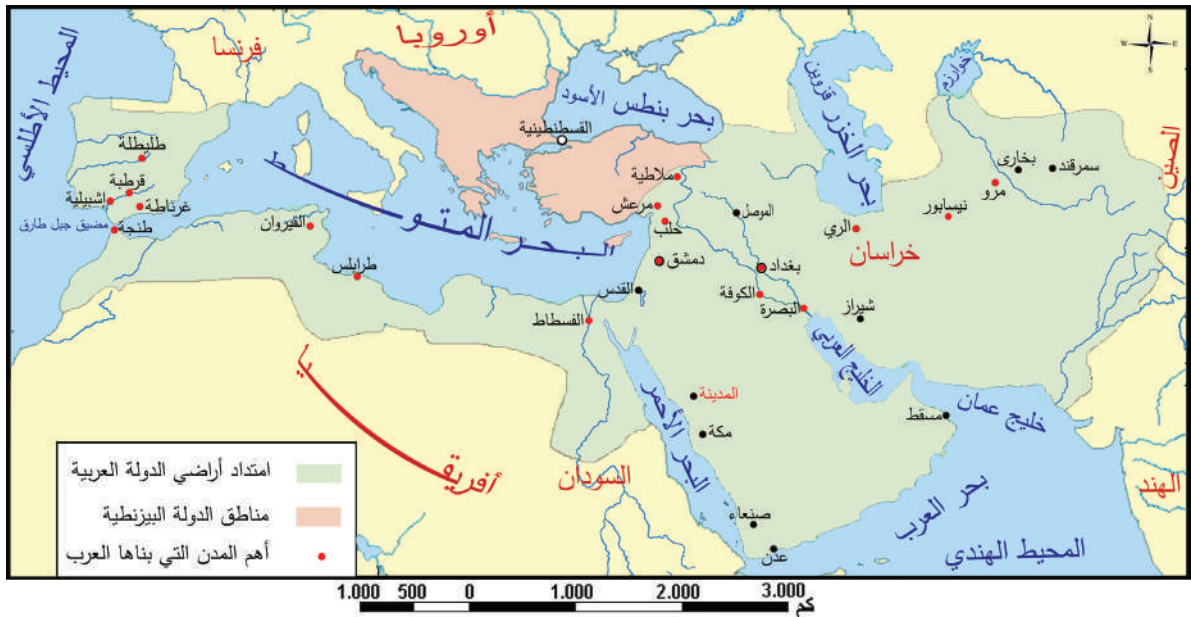 أوروبا
المحيط الأطلسي
فرنسا
خوارزم
N
W
E
S
بحر الخزر قزوين
بحر بنطس الأسود
القسطنطينية
الصين
سمرقند
بخارى
مرو
نيسابور
طليطلة
قرطبة
إشبيلية
غرناطة
مضيق جبل طارق
طنجة
القيروان
طرابلس
البحر المتوسط
ملاطية
مرعش
حلب
الموصل
الري
خراسان
دمشق
بغداد
القدس
الكوفة
البصرة
شيراز
الفسطاط
الخليج العربي
خليج عمان
مسقط
المدينة
مكة
البحر الأحمر
أفريقيا
السودان
صنعاء
عدن
بحر العرب
المحيط الهندي
الهند
امتداد أراضي الدولة العربية
مناطق الدولة البيزنطية
أهم المدن التي بناها العرب
1.000 500 0 1.000 2.000 3.000
كم